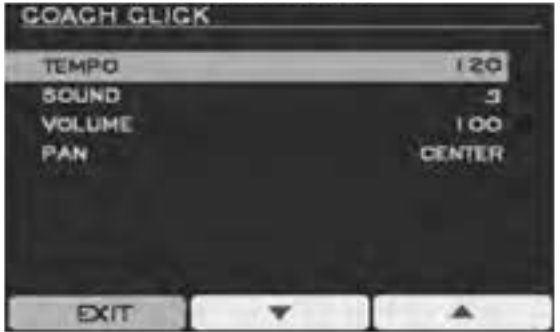 COACH CLICK
TEMPO 120
SOUND 3
VOLUME 100
PAN CENTER
EXIT ▼ ▲